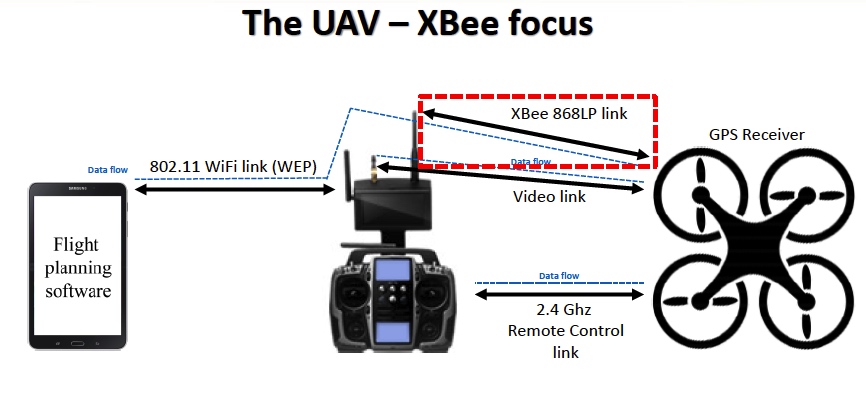 The UAV – XBee focus
XBee 868LP link
GPS Receiver
Data flow
802.11 WiFi link (WEP)
Data flow
Video link
SAMSUNG
Flight
planning
software
Data flow
2.4 Ghz
Remote Control
link